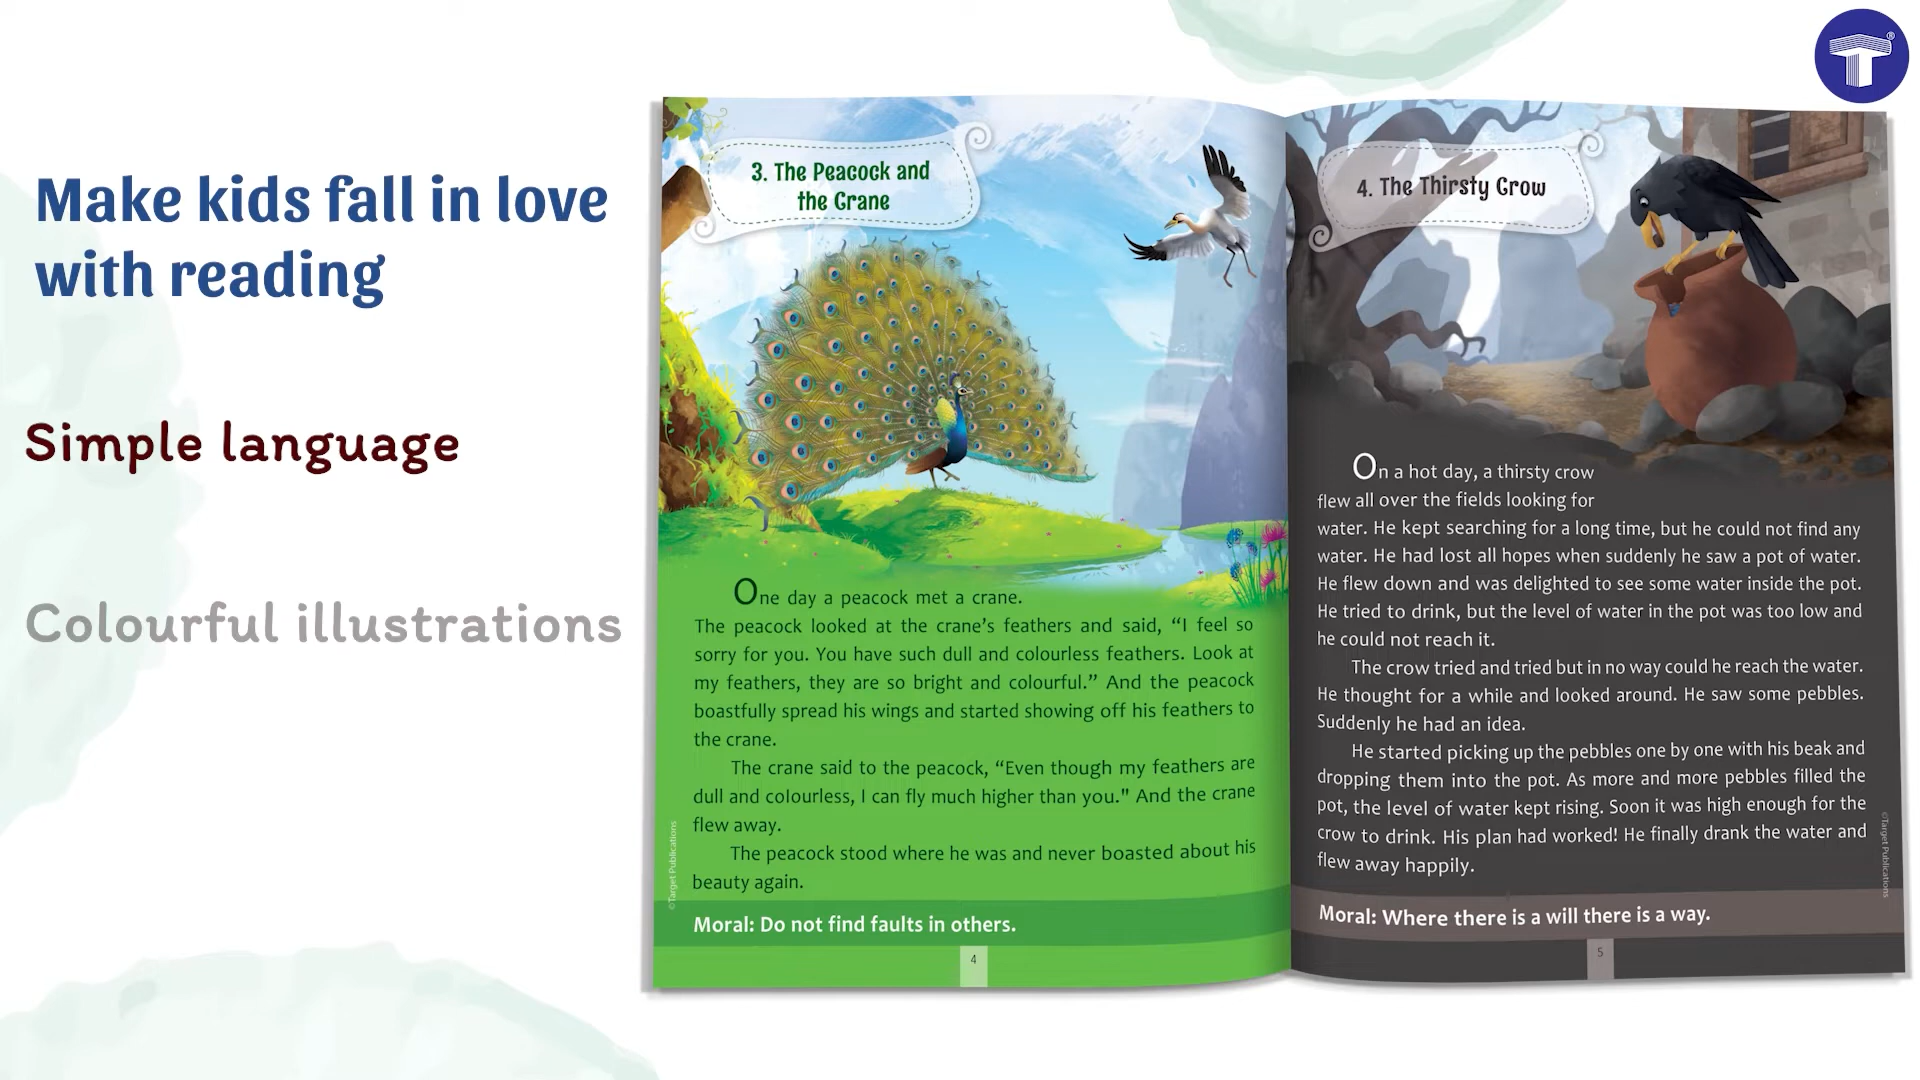 Make kids fall in love
with reading
Simple language
Colourful illustrations
3. The Peacock and
the Crane
One day a peacock met a crane.
The peacock looked at the crane's feathers and said, “I feel so
sorry for you. You have such dull and colourless feathers. Look at
my feathers, they are so bright and colourful.” And the peacock
boastfully spread his wings and started showing off his feathers to
the crane.
The crane said to the peacock, “Even though my feathers are
dull and colourless, I can fly much higher than you." And the crane
flew away.
The peacock stood where he was and never boasted about his
beauty again.
Moral: Do not find faults in others.
4
©Target Publications
4. The Thirsty Crow
On a hot day, a thirsty crow
flew all over the fields looking for
water. He kept searching for a long time, but he could not find any
water. He had lost all hopes when suddenly he saw a pot of water.
He flew down and was delighted to see some water inside the pot.
He tried to drink, but the level of water in the pot was too low and
he could not reach it.
The crow tried and tried but in no way could he reach the water.
He thought for a while and looked around. He saw some pebbles.
Suddenly he had an idea.
He started picking up the pebbles one by one with his beak and
dropping them into the pot. As more and more pebbles filled the
pot, the level of water kept rising. Soon it was high enough for the
crow to drink. His plan had worked! He finally drank the water and
flew away happily.
Moral: Where there is a will there is a way.
5
©Target Publications
T
®